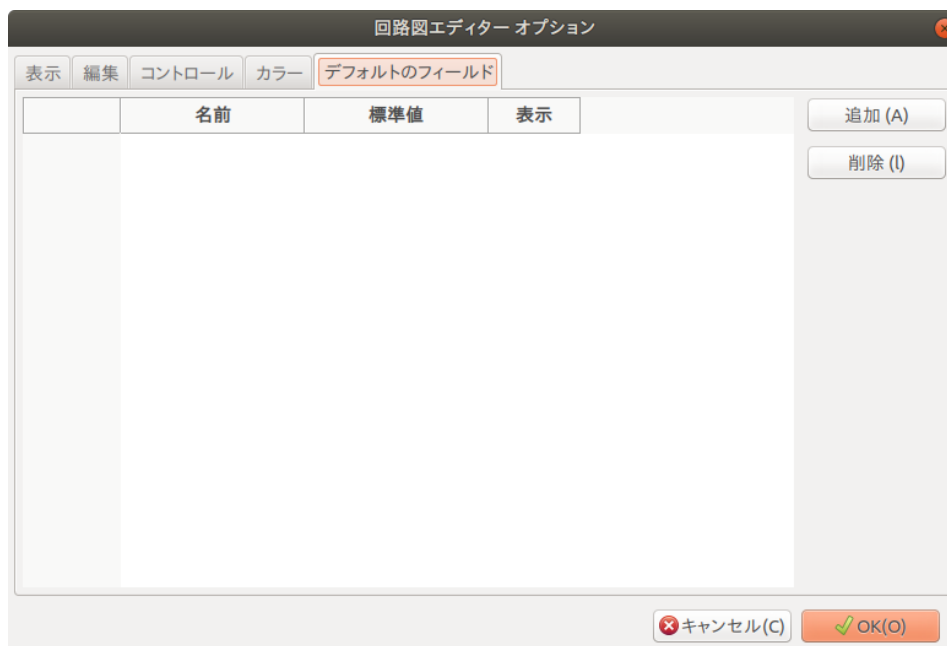 回路図エディター オプション
表示 編集 コントロール カラー デフォルトのフィールド
名前 標準値 表示 追加 (A)
削除 (l)
キャンセル(C) OK(O)